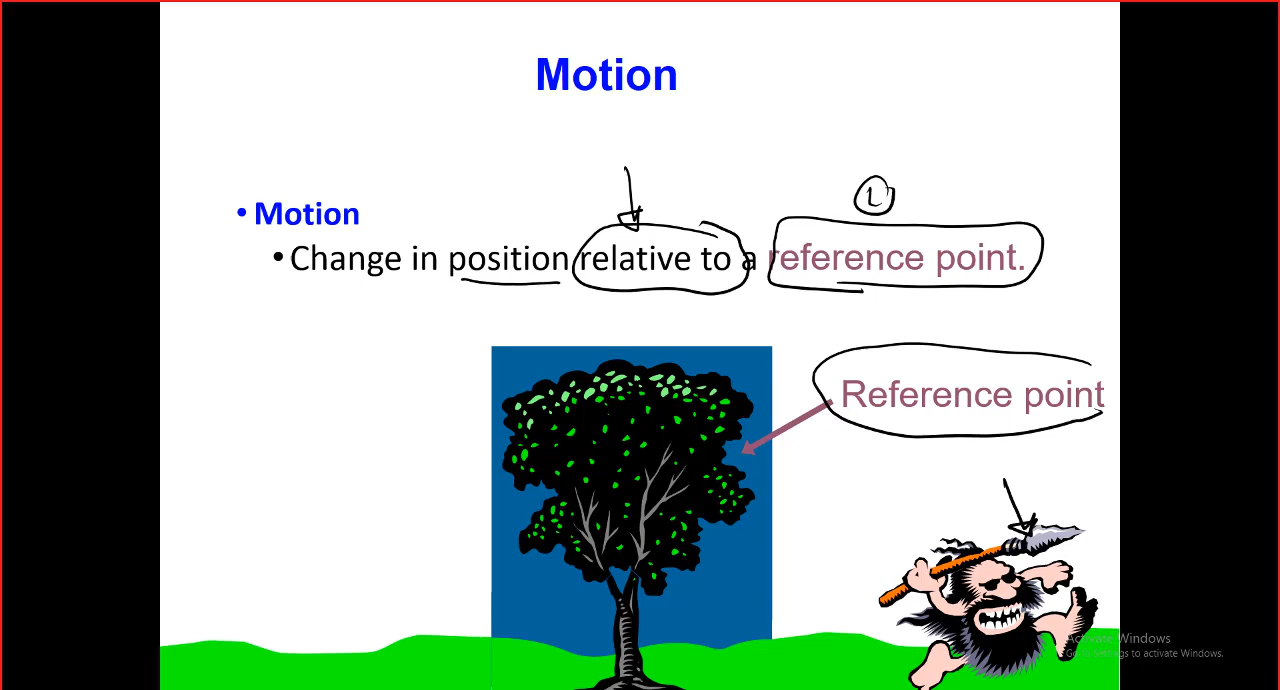 Motion
• Motion
• Change in position relative to a reference point.
Reference point
Activate Windows
Go to Settings to activate Windows.